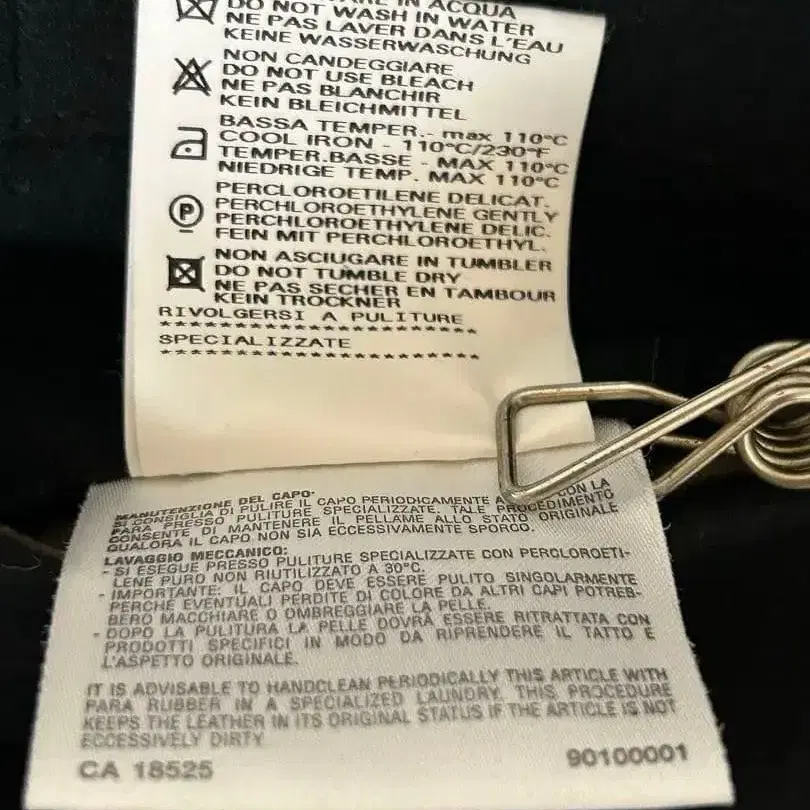 IN ACQUA
DO NOT WASH IN WATER
NE PAS LAVER DANS L'EAU
KEINE WASSERWASCHUNG
NON CANDEGGIARE
DO NOT USE BLEACH
NE PAS BLANCHIR
KEIN BLEICHMITTEL
BASSA TEMPER.- max 110°C
COOL IRON - 110°C/230°F
TEMPER.BASSE - MAX 110°C
NIEDRIGE TEMP. MAX 110°C
P
PERCLOROETILENE DELICAT.
PERCHLOROETHYLENE GENTLY
PERCHLOROETHYLENE DELIC.
FEIN MIT PERCHLOROETHYL.
NON ASCIUGARE IN TUMBLER
DO NOT TUMBLE DRY
NE PAS SECHER EN TAMBOUR
KEIN TROCKNER
RIVOLGERSI A PULITURE
*****************************
SPECIALIZZATE
*****************************
MANUTENZIONE DEL CAPO:
SI CONSIGLIA DI PULIRE IL CAPO PERIODICAMENTE CON LA
PARA PRESSO PULITURE SPECIALIZZATE. TALE PROCEDIMENTO
CONSENTE DI MANTENERE IL PELLAME ALLO STATO ORIGINALE
QUALORA IL CAPO NON SIA ECCESSIVAMENTE SPORCO.
LAVAGGIO MECCANICO:
- SI ESEGUE PRESSO PULITURE SPECIALIZZATE CON PERCLOROETI-
LENE PURO NON RIUTILIZZATO A 30°C.
- IMPORTANTE: IL CAPO DEVE ESSERE PULITO SINGOLARMENTE
PERCHÉ EVENTUALI PERDITE DI COLORE DA ALTRI CAPI POTREB-
BERO MACCHIARE O OMBREGGIARE LA PELLE.
- DOPO LA PULITURA LA PELLE DOVRÀ ESSERE RITRATTATA CON
PRODOTTI SPECIFICI IN MODO DA RIPRENDERE IL TATTO E
L'ASPETTO ORIGINALE.
IT IS ADVISABLE TO HANDCLEAN PERIODICALLY THIS ARTICLE WITH
PARA RUBBER IN A SPECIALIZED LAUNDRY. THIS PROCEDURE
KEEPS THE LEATHER IN ITS ORIGINAL STATUS IF THE ARTICLE IS NOT
ECCESSIVELY DIRTY
CA 18525 90100001